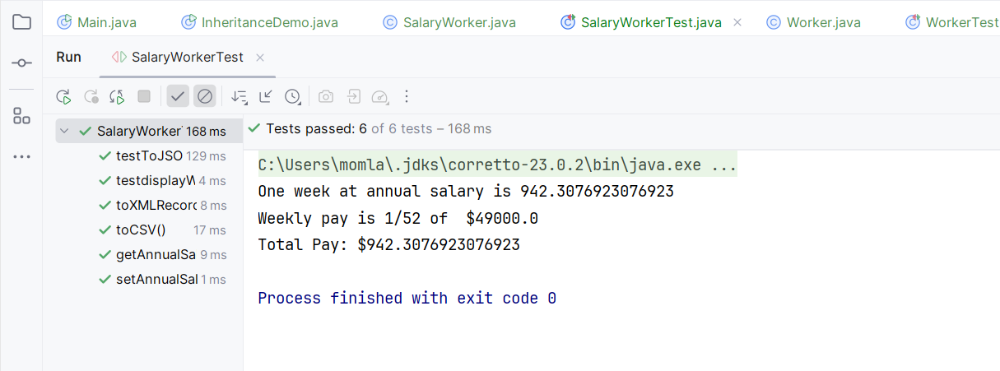 Main.java InheritanceDemo.java SalaryWorker.java SalaryWorkerTest.java Worker.java WorkerTest
Run SalaryWorkerTest
SalaryWorker 168 ms
Tests passed: 6 of 6 tests – 168 ms
testToJSO 129 ms
testdisplayW 4 ms
toXMLRecord 8 ms
toCSV() 17 ms
getAnnualSa 9 ms
setAnnualSal 1 ms
C:\Users\momla\.jdks\corretto-23.0.2\bin\java.exe ...
One week at annual salary is 942.3076923076923
Weekly pay is 1/52 of  $49000.0
Total Pay: $942.3076923076923
Process finished with exit code 0